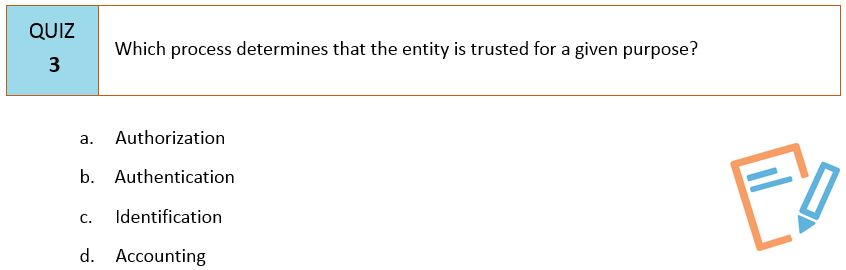 QUIZ
3
Which process determines that the entity is trusted for a given purpose?
a. Authorization
b. Authentication
c. Identification
d. Accounting